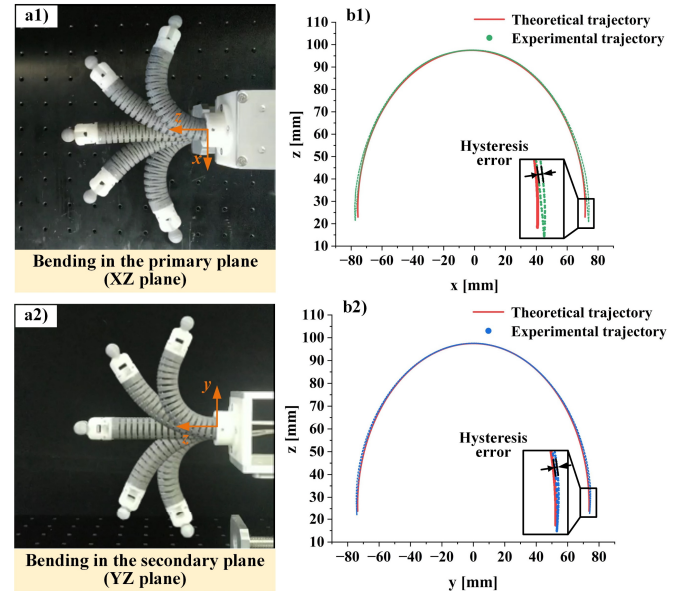 a1)
z
x
Bending in the primary plane
(XZ plane)
b1)
Theoretical trajectory
Experimental trajectory
110
100
90
80
70
60
50
40
30
20
10
z [mm]
Hysteresis
error
−80 −60 −40 −20 0 20 40 60 80
x [mm]
a2)
y
z
Bending in the secondary plane
(YZ plane)
b2)
Theoretical trajectory
Experimental trajectory
110
100
90
80
70
60
50
40
30
20
10
z [mm]
Hysteresis
error
−80 −60 −40 −20 0 20 40 60 80
y [mm]